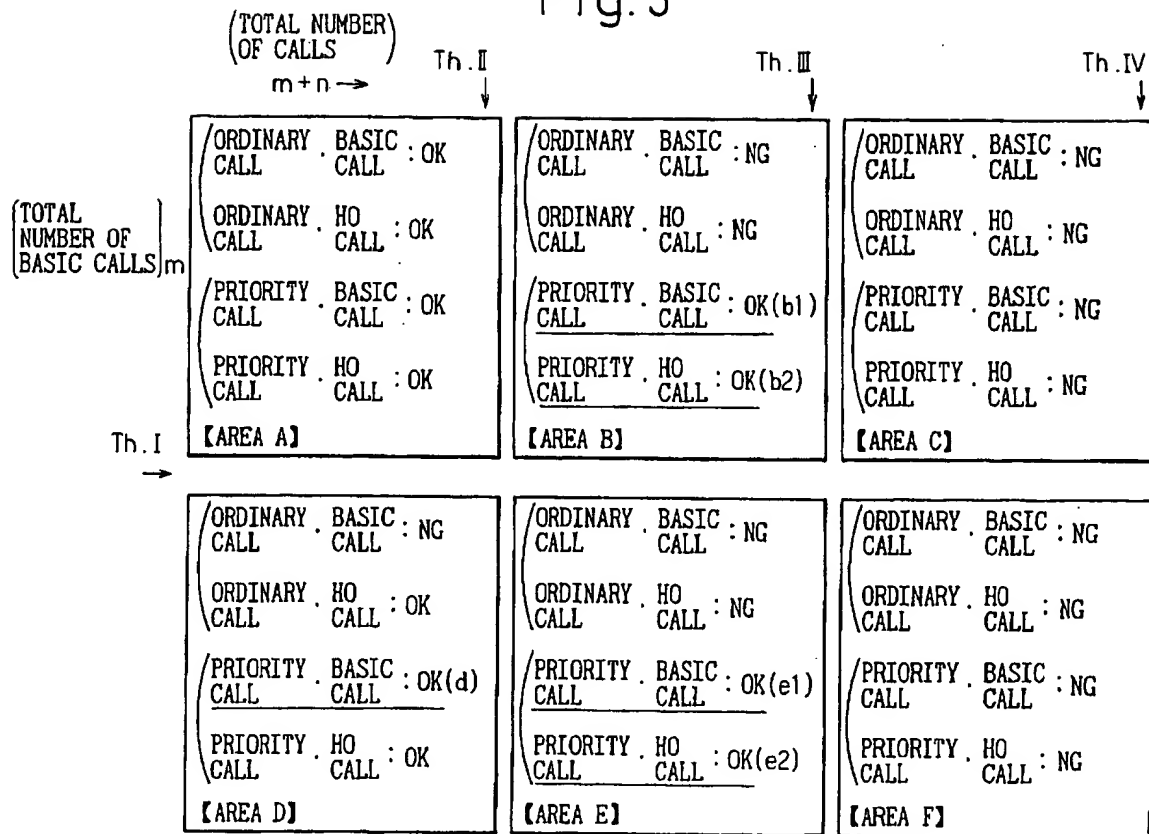 Fig. 3
(TOTAL NUMBER
OF CALLS)
m+n→
Th.Ⅱ
Th.Ⅲ
Th.Ⅳ
[TOTAL
NUMBER OF
BASIC CALLS]m
Th.Ⅰ
ORDINARY CALL · BASIC CALL : OK
ORDINARY CALL · HO CALL : OK
PRIORITY CALL · BASIC CALL : OK
PRIORITY CALL · HO CALL : OK
【AREA A】
ORDINARY CALL · BASIC CALL : NG
ORDINARY CALL · HO CALL : NG
PRIORITY CALL · BASIC CALL : OK(b1)
PRIORITY CALL · HO CALL : OK(b2)
【AREA B】
ORDINARY CALL · BASIC CALL : NG
ORDINARY CALL · HO CALL : NG
PRIORITY CALL · BASIC CALL : NG
PRIORITY CALL · HO CALL : NG
【AREA C】
ORDINARY CALL · BASIC CALL : NG
ORDINARY CALL · HO CALL : OK
PRIORITY CALL · BASIC CALL : OK(d)
PRIORITY CALL · HO CALL : OK
【AREA D】
ORDINARY CALL · BASIC CALL : NG
ORDINARY CALL · HO CALL : NG
PRIORITY CALL · BASIC CALL : OK(e1)
PRIORITY CALL · HO CALL : OK(e2)
【AREA E】
ORDINARY CALL · BASIC CALL : NG
ORDINARY CALL · HO CALL : NG
PRIORITY CALL · BASIC CALL : NG
PRIORITY CALL · HO CALL : NG
【AREA F】